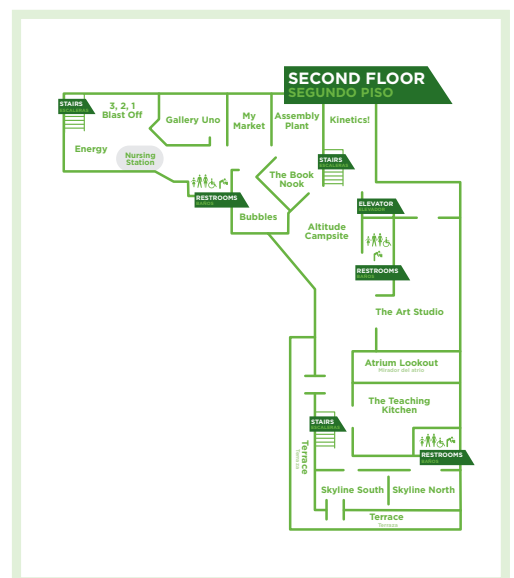 SECOND FLOOR
SEGUNDO PISO
STAIRS
ESCALERAS
3, 2, 1
Blast Off
Gallery Uno
My
Market
Assembly
Plant
Kinetics!
Energy
Nursing
Station
STAIRS
ESCALERAS
The Book
Nook
RESTROOMS
BAÑOS
Bubbles
ELEVATOR
ELEVADOR
Altitude
Campsite
RESTROOMS
BAÑOS
The Art Studio
Atrium Lookout
Mirador del atrio
The Teaching
Kitchen
STAIRS
ESCALERAS
Terrace
Terraza
RESTROOMS
BAÑOS
Skyline South
Skyline North
Terrace
Terraza